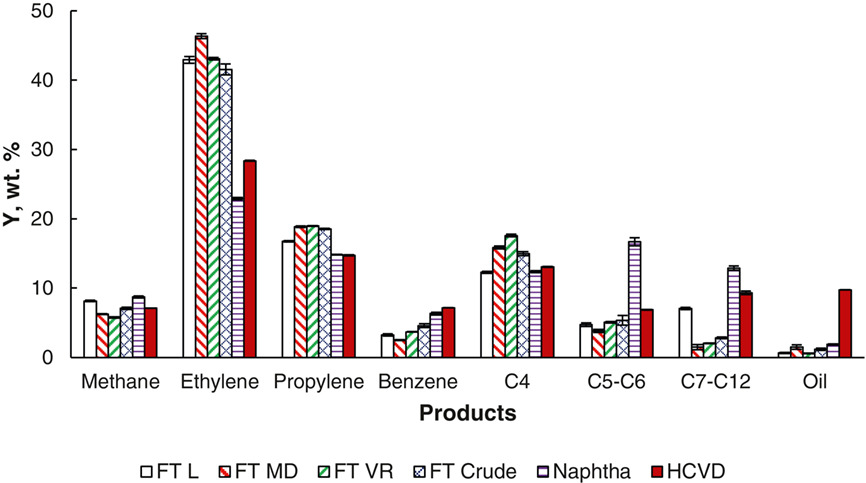 Y, wt. %
50
40
30
20
10
0
Methane Ethylene Propylene Benzene C4 C5-C6 C7-C12 Oil
Products
FT L FT MD FT VR FT Crude Naphtha HCVD